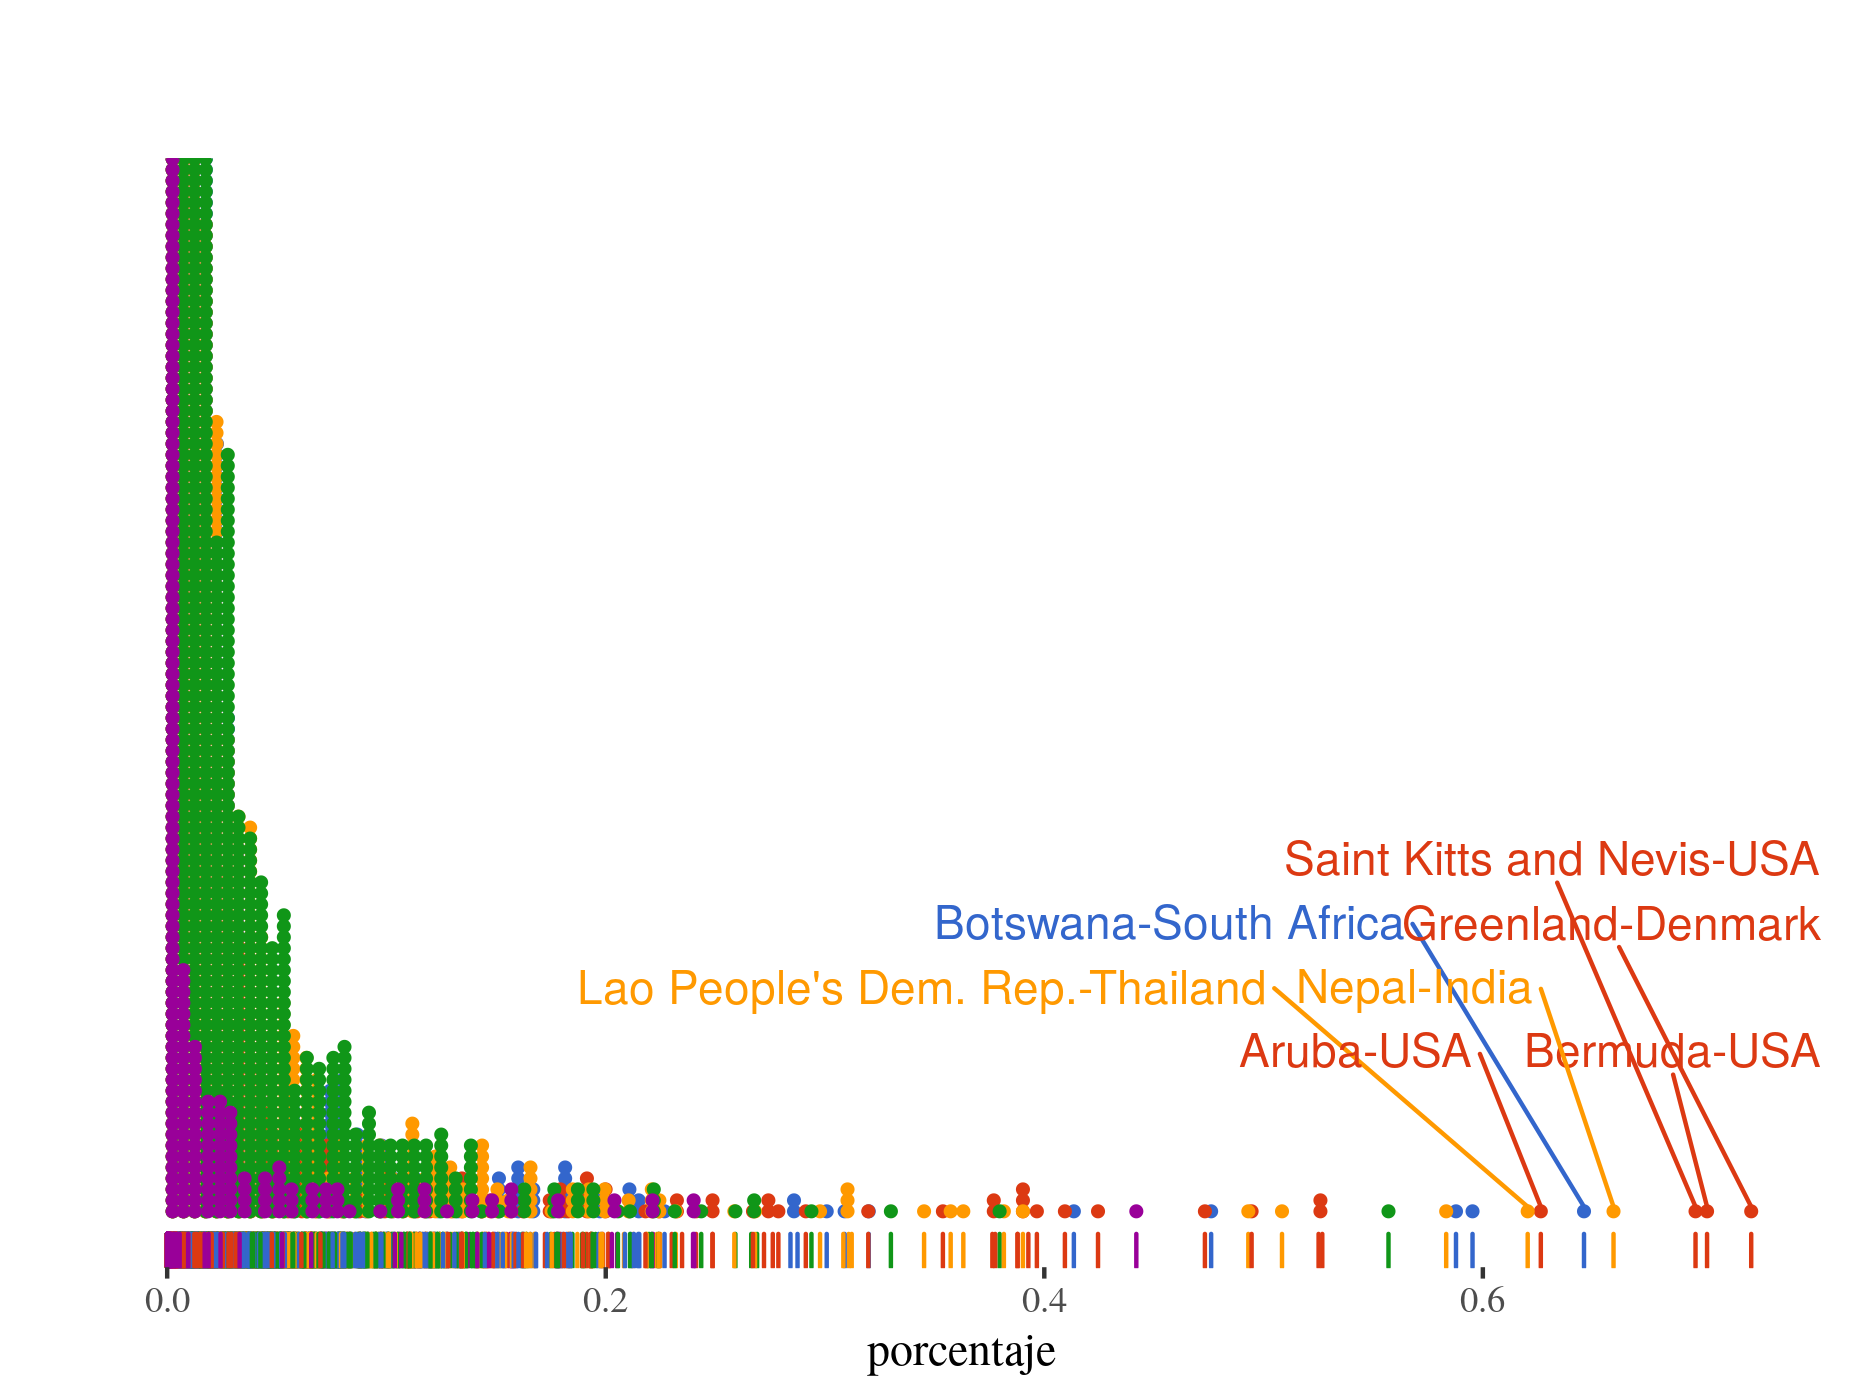 Saint Kitts and Nevis-USA
Botswana-South Africa
Greenland-Denmark
Lao People's Dem. Rep.-Thailand
Nepal-India
Aruba-USA
Bermuda-USA
0.0
0.2
0.4
0.6
porcentaje